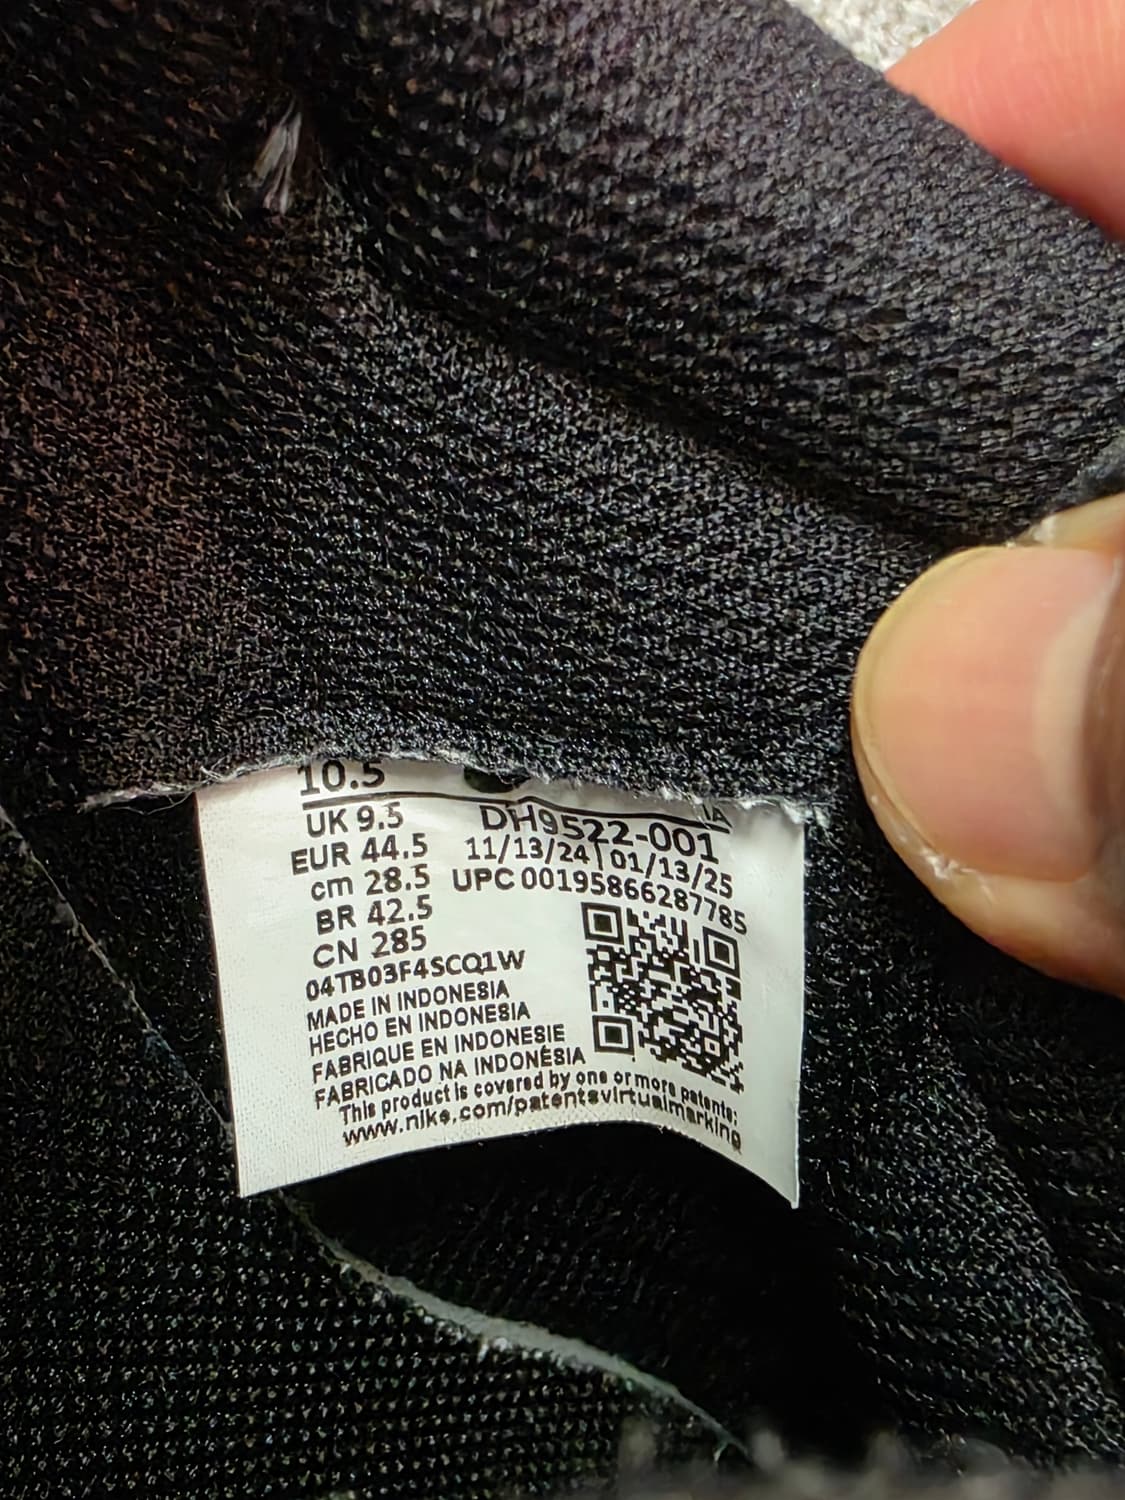 10.5
IA
UK 9.5
DH9522-001
EUR 44.5
11/13/24 | 01/13/25
cm 28.5
UPC 00195866287785
BR 42.5
CN 285
04TB03F4SCQ1W
MADE IN INDONESIA
HECHO EN INDONESIA
FABRIQUE EN INDONESIE
FABRICADO NA INDONÉSIA
This product is covered by one or more patents:
www.nike.com/patentsvirtualmarking